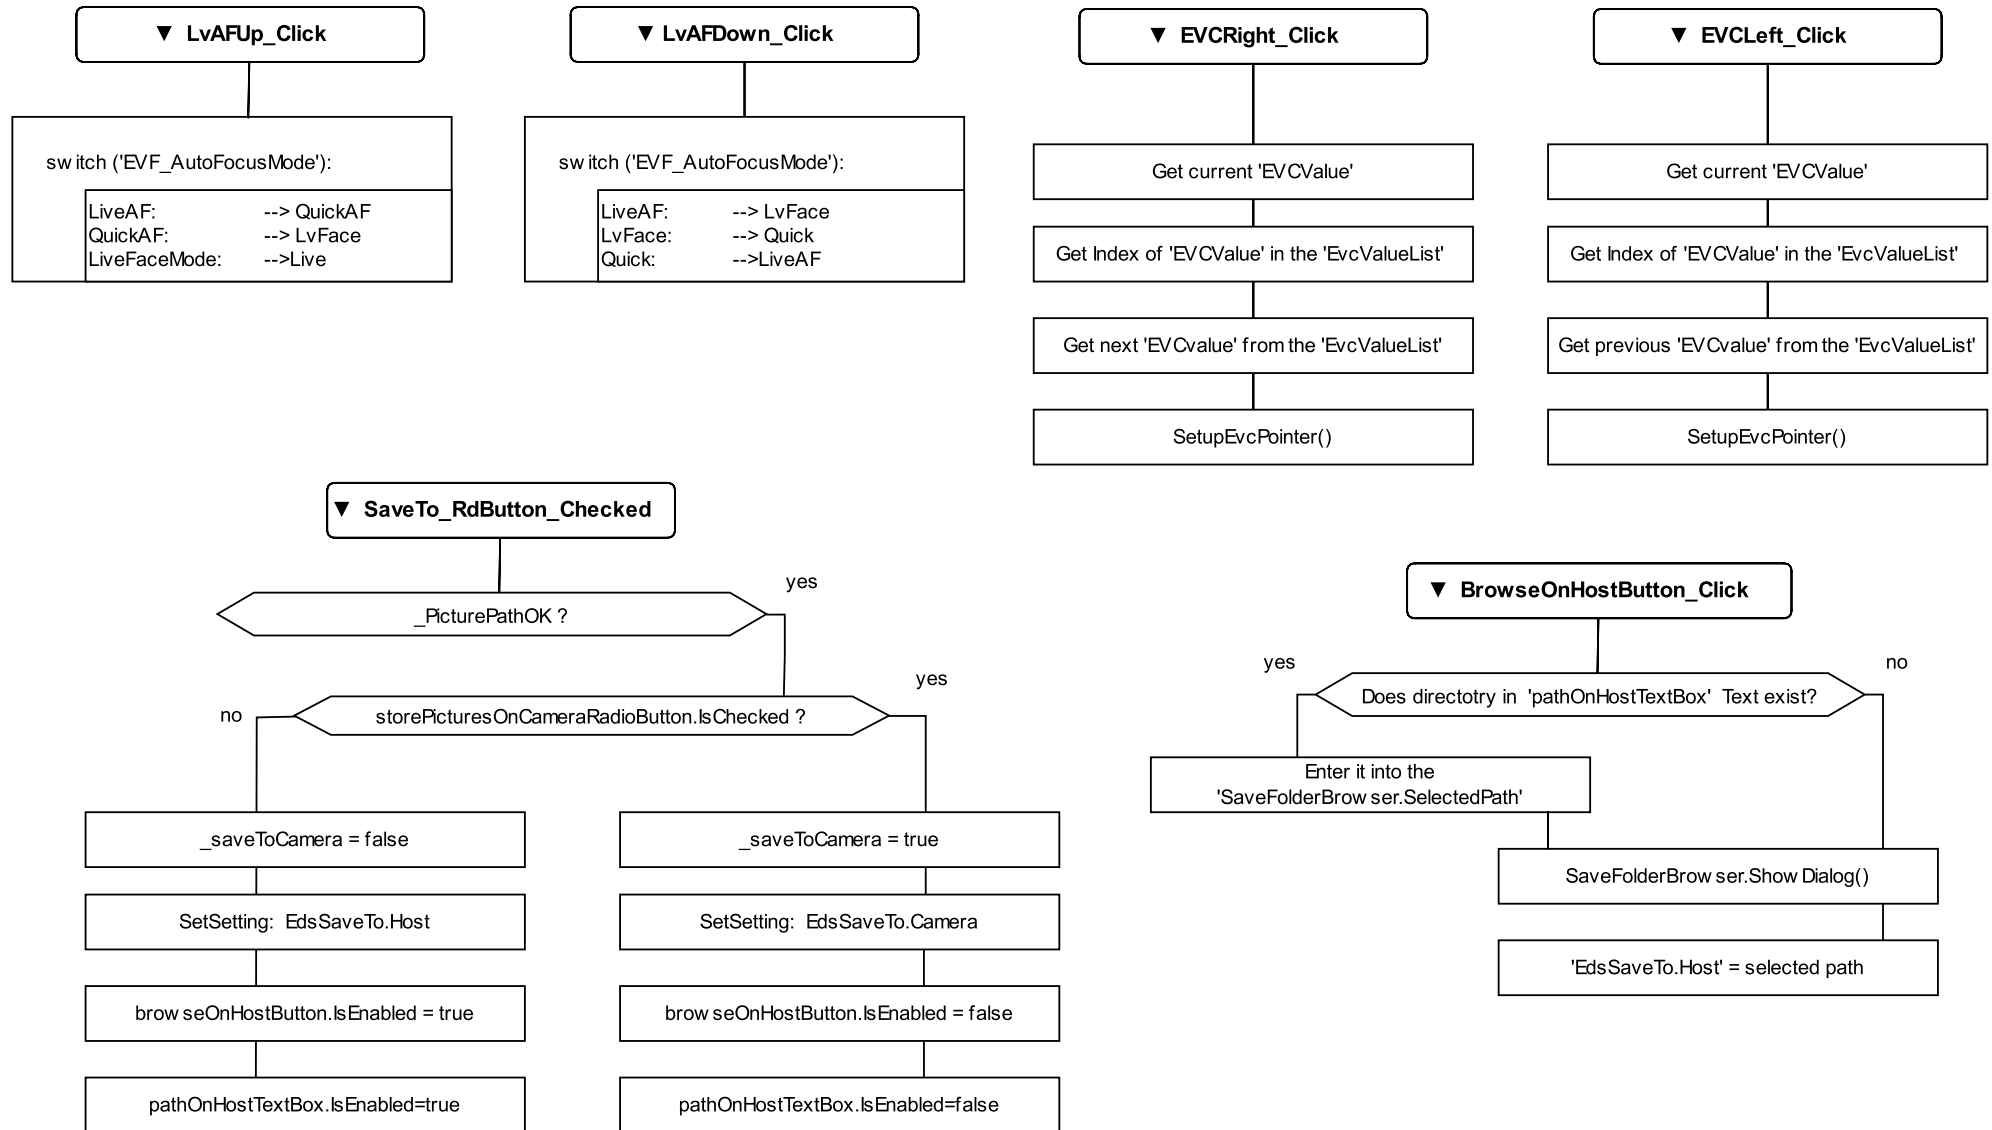 ▼ LvAFUp_Click
switch ('EVF_AutoFocusMode'):
LiveAF: --> QuickAF
QuickAF: --> LvFace
LiveFaceMode: -->Live
▼ LvAFDown_Click
switch ('EVF_AutoFocusMode'):
LiveAF: --> LvFace
LvFace: --> Quick
Quick: -->LiveAF
▼ EVCRight_Click
Get current 'EVCValue'
Get Index of 'EVCValue' in the 'EvcValueList'
Get next 'EVCvalue' from the 'EvcValueList'
SetupEvcPointer()
▼ EVCLeft_Click
Get current 'EVCValue'
Get Index of 'EVCValue' in the 'EvcValueList'
Get previous 'EVCvalue' from the 'EvcValueList'
SetupEvcPointer()
▼ SaveTo_RdButton_Checked
yes
_PicturePathOK ?
yes
no
storePicturesOnCameraRadioButton.IsChecked ?
_saveToCamera = false
SetSetting: EdsSaveTo.Host
browseOnHostButton.IsEnabled = true
pathOnHostTextBox.IsEnabled=true
_saveToCamera = true
SetSetting: EdsSaveTo.Camera
browseOnHostButton.IsEnabled = false
pathOnHostTextBox.IsEnabled=false
▼ BrowseOnHostButton_Click
yes
no
Does directotry in 'pathOnHostTextBox' Text exist?
Enter it into the
'SaveFolderBrowser.SelectedPath'
SaveFolderBrowser.ShowDialog()
'EdsSaveTo.Host' = selected path